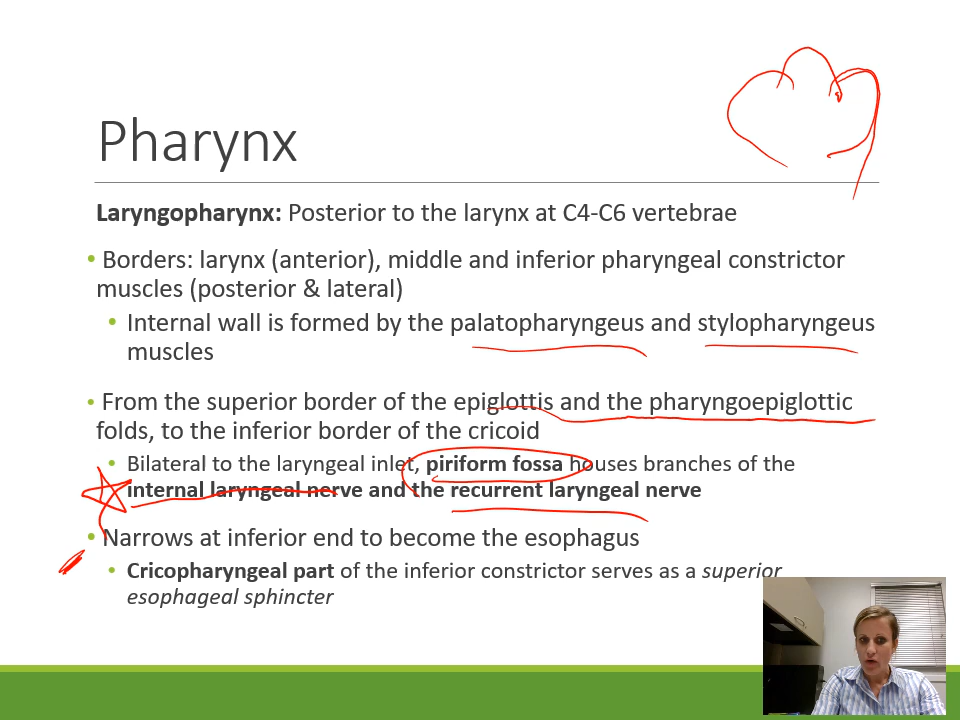 Pharynx
Laryngopharynx: Posterior to the larynx at C4-C6 vertebrae
• Borders: larynx (anterior), middle and inferior pharyngeal constrictor
muscles (posterior & lateral)
• Internal wall is formed by the palatopharyngeus and stylopharyngeus
muscles
• From the superior border of the epiglottis and the pharyngoepiglottic
folds, to the inferior border of the cricoid
• Bilateral to the laryngeal inlet, piriform fossa houses branches of the
internal laryngeal nerve and the recurrent laryngeal nerve
• Narrows at inferior end to become the esophagus
• Cricopharyngeal part of the inferior constrictor serves as a superior
esophageal sphincter